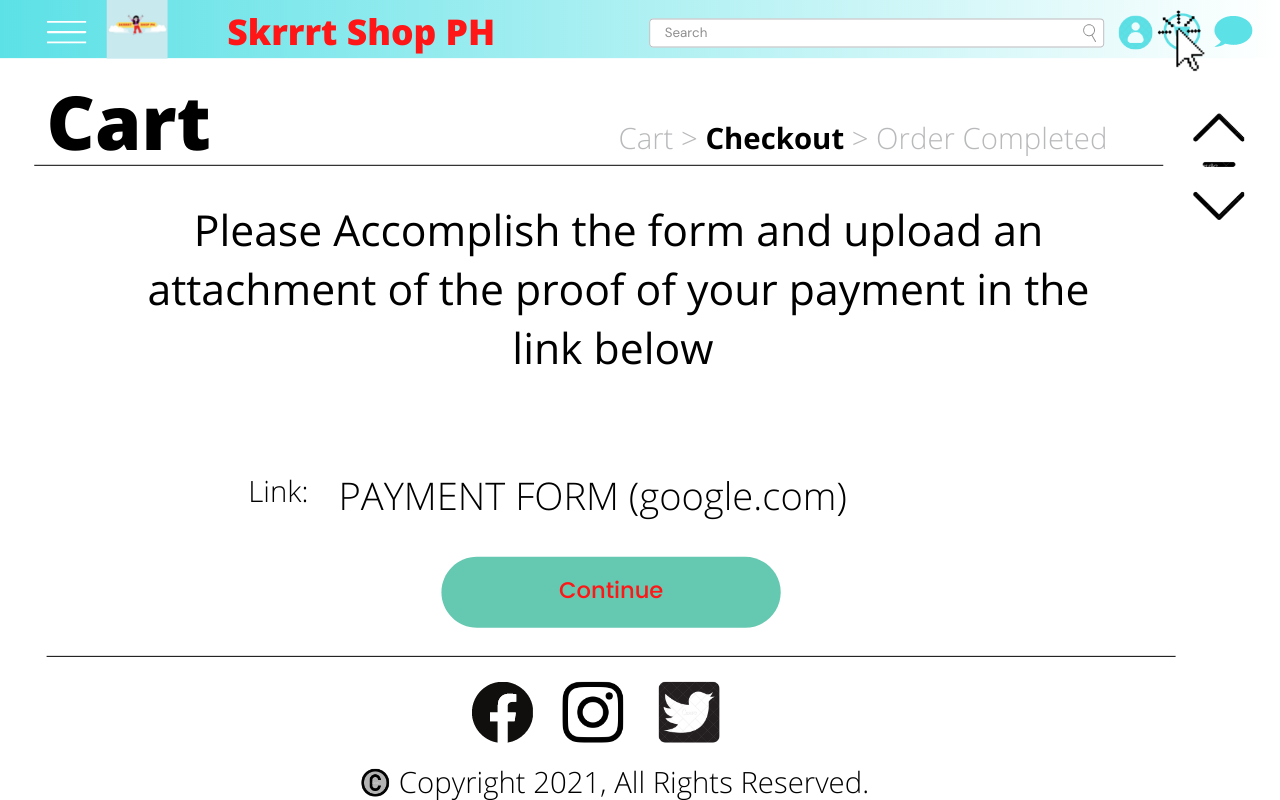 Skrrrt Shop PH
Search
Cart
Cart > Checkout > Order Completed
Please Accomplish the form and upload an
attachment of the proof of your payment in the
link below
Link: PAYMENT FORM (google.com)
Continue
© Copyright 2021, All Rights Reserved.